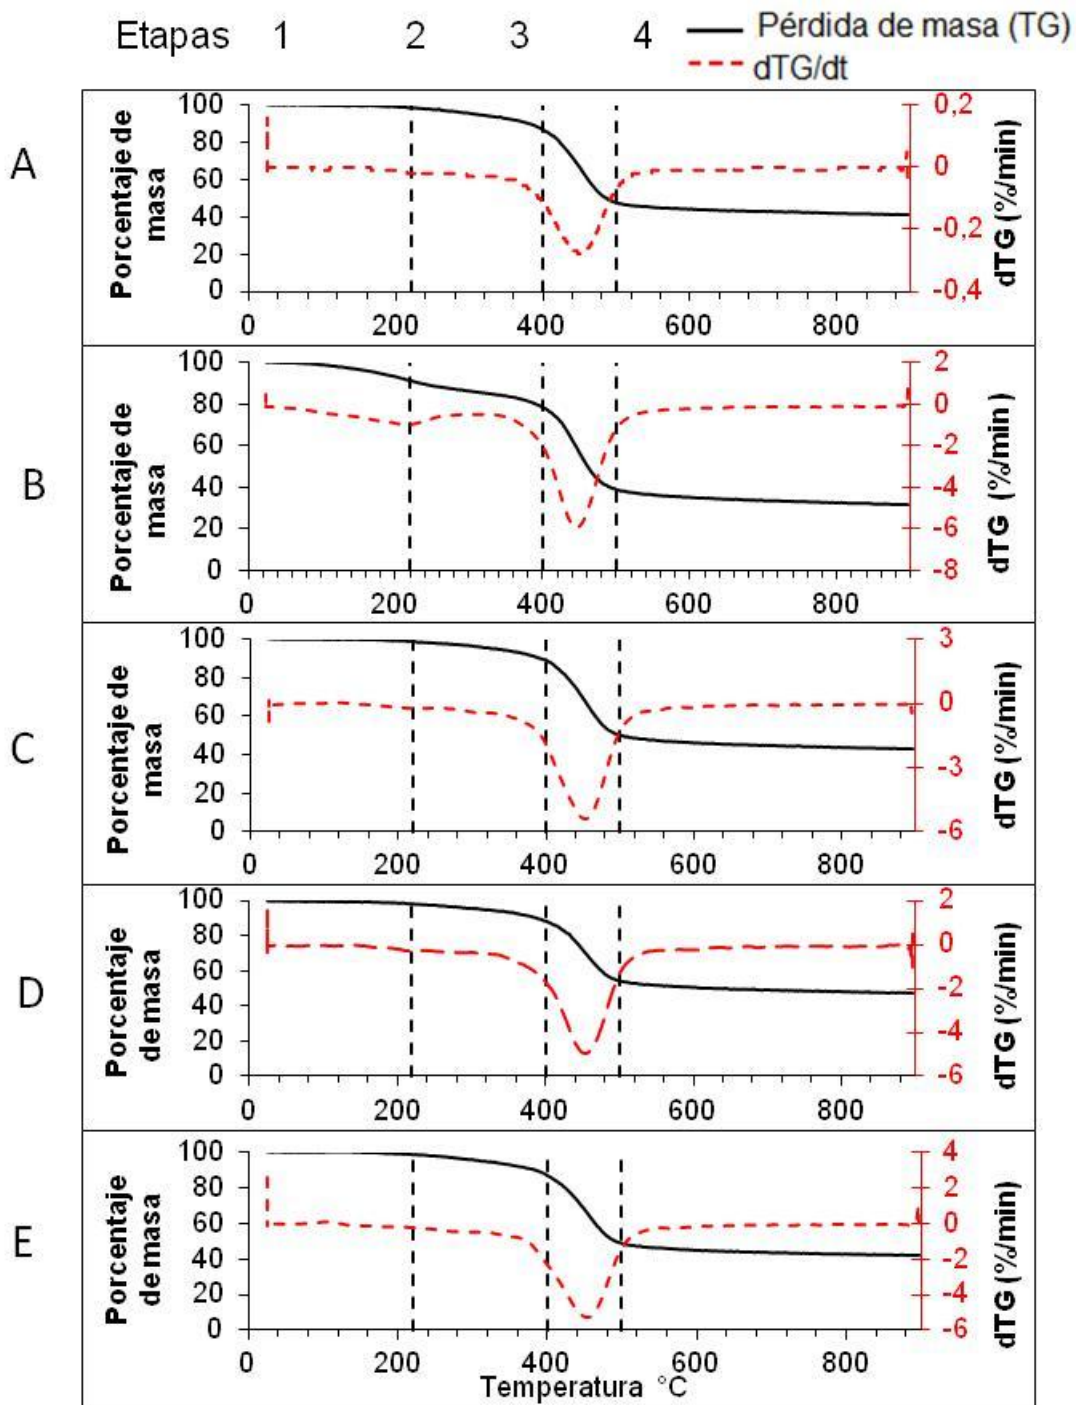 Etapas 1 2 3 4
Pérdida de masa (TG)
dTG/dt
A
Porcentaje de
masa
100
80
60
40
20
0
0,2
0
-0,2
-0,4
dTG (%/min)
0 200 400 600 800
B
Porcentaje de
masa
100
80
60
40
20
0
2
0
-2
-4
-6
-8
dTG (%/min)
0 200 400 600 800
C
Porcentaje de
masa
100
80
60
40
20
0
3
0
-3
-6
dTG (%/min)
0 200 400 600 800
D
Porcentaje
de masa
100
80
60
40
20
0
2
0
-2
-4
-6
dTG (%/min)
0 200 400 600 800
E
Porcentaje
de masa
100
80
60
40
20
0
4
2
0
-2
-4
-6
dTG (%/min)
0 200 400 600 800
Temperatura °C